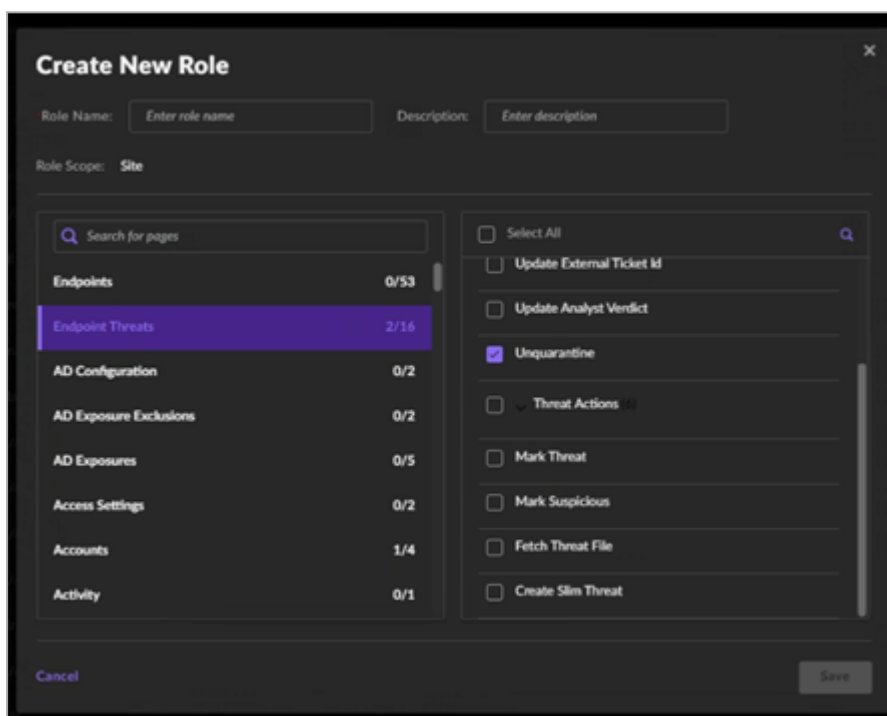 Create New Role
×
*Role Name: Enter role name Description: Enter description
Role Scope: Site
Search for pages
Endpoints 0/53
Endpoint Threats 2/16
AD Configuration 0/2
AD Exposure Exclusions 0/2
AD Exposures 0/5
Access Settings 0/2
Accounts 1/4
Activity 0/1
Select All
Update External Ticket Id
Update Analyst Verdict
Unquarantine
Threat Actions
Mark Threat
Mark Suspicious
Fetch Threat File
Create Slim Threat
Cancel
Save